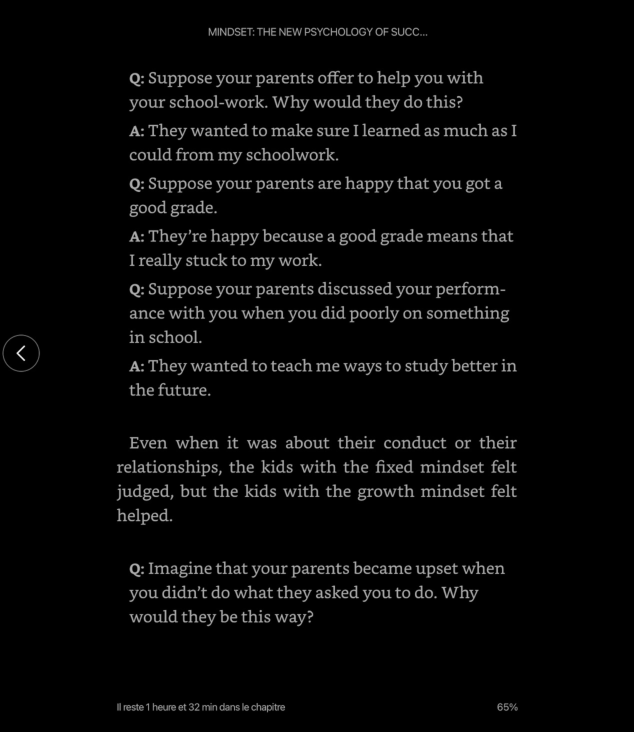 MINDSET: THE NEW PSYCHOLOGY OF SUCC...
Q: Suppose your parents offer to help you with
your school-work. Why would they do this?
A: They wanted to make sure I learned as much as I
could from my schoolwork.
Q: Suppose your parents are happy that you got a
good grade.
A: They’re happy because a good grade means that
I really stuck to my work.
Q: Suppose your parents discussed your perform-
ance with you when you did poorly on something
in school.
A: They wanted to teach me ways to study better in
the future.
Even when it was about their conduct or their
relationships, the kids with the fixed mindset felt
judged, but the kids with the growth mindset felt
helped.
Q: Imagine that your parents became upset when
you didn’t do what they asked you to do. Why
would they be this way?
Il reste 1 heure et 32 min dans le chapitre
65%